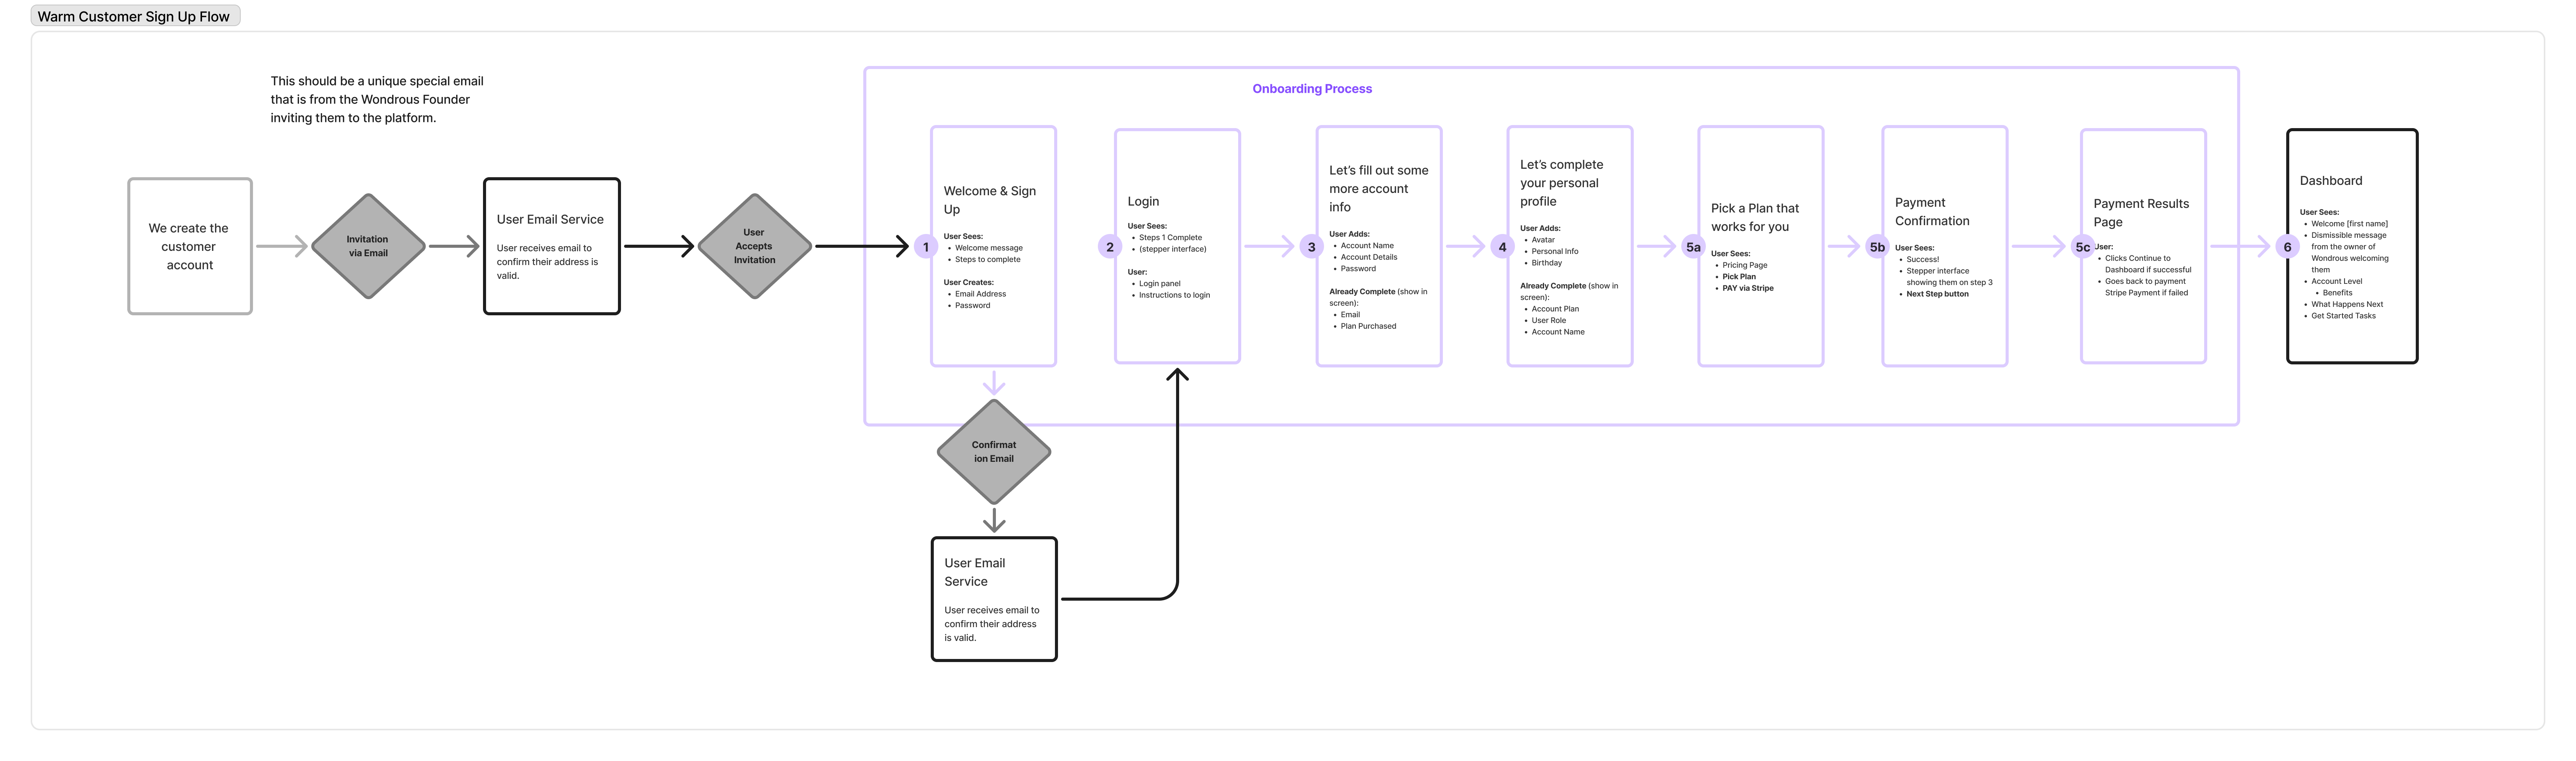 Warm Customer Sign Up Flow
This should be a unique special email
that is from the Wondrous Founder
inviting them to the platform.
We create the
customer
account
Invitation
via Email
User Email Service
User receives email to
confirm their address is
valid.
User
Accepts
Invitation
Onboarding Process
1
Welcome & Sign
Up
User Sees:
• Welcome message
• Steps to complete
User Creates:
• Email Address
• Password
Confirmat
ion Email
User Email
Service
User receives email to
confirm their address
is valid.
2
Login
User Sees:
• Steps 1 Complete
• (stepper interface)
User:
• Login panel
• Instructions to login
3
Let’s fill out some
more account
info
User Adds:
• Account Name
• Account Details
• Password
Already Complete (show in
screen):
• Email
• Plan Purchased
4
Let’s complete
your personal
profile
User Adds:
• Avatar
• Personal Info
• Birthday
Already Complete (show in
screen):
• Account Plan
• User Role
• Account Name
5a
Pick a Plan that
works for you
User Sees:
• Pricing Page
• Pick Plan
• PAY via Stripe
5b
Payment
Confirmation
User Sees:
• Success!
• Stepper interface
showing them on step 3
• Next Step button
5c
Payment Results
Page
User:
• Clicks Continue to
Dashboard if successful
• Goes back to payment
Stripe Payment if failed
6
Dashboard
User Sees:
• Welcome [first name]
• Dismissible message
from the owner of
Wondrous welcoming
them
• Account Level
• Benefits
• What Happens Next
• Get Started Tasks